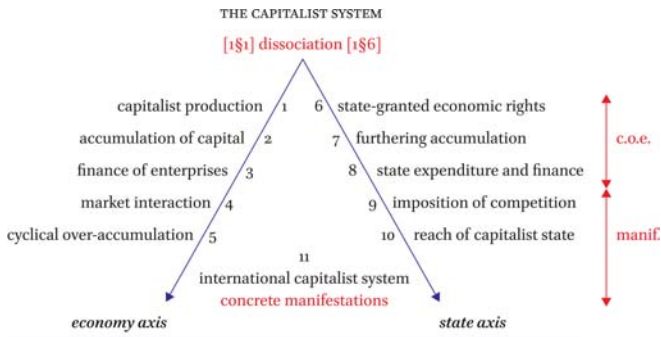 THE CAPITALIST SYSTEM
[1§1] dissociation [1§6]
capitalist production 1 6 state-granted economic rights
accumulation of capital 2 7 furthering accumulation
c.o.e.
finance of enterprises 3 8 state expenditure and finance
market interaction 4 9 imposition of competition
cyclical over-accumulation 5 10 reach of capitalist state
manif.
11
international capitalist system
concrete manifestations
economy axis state axis